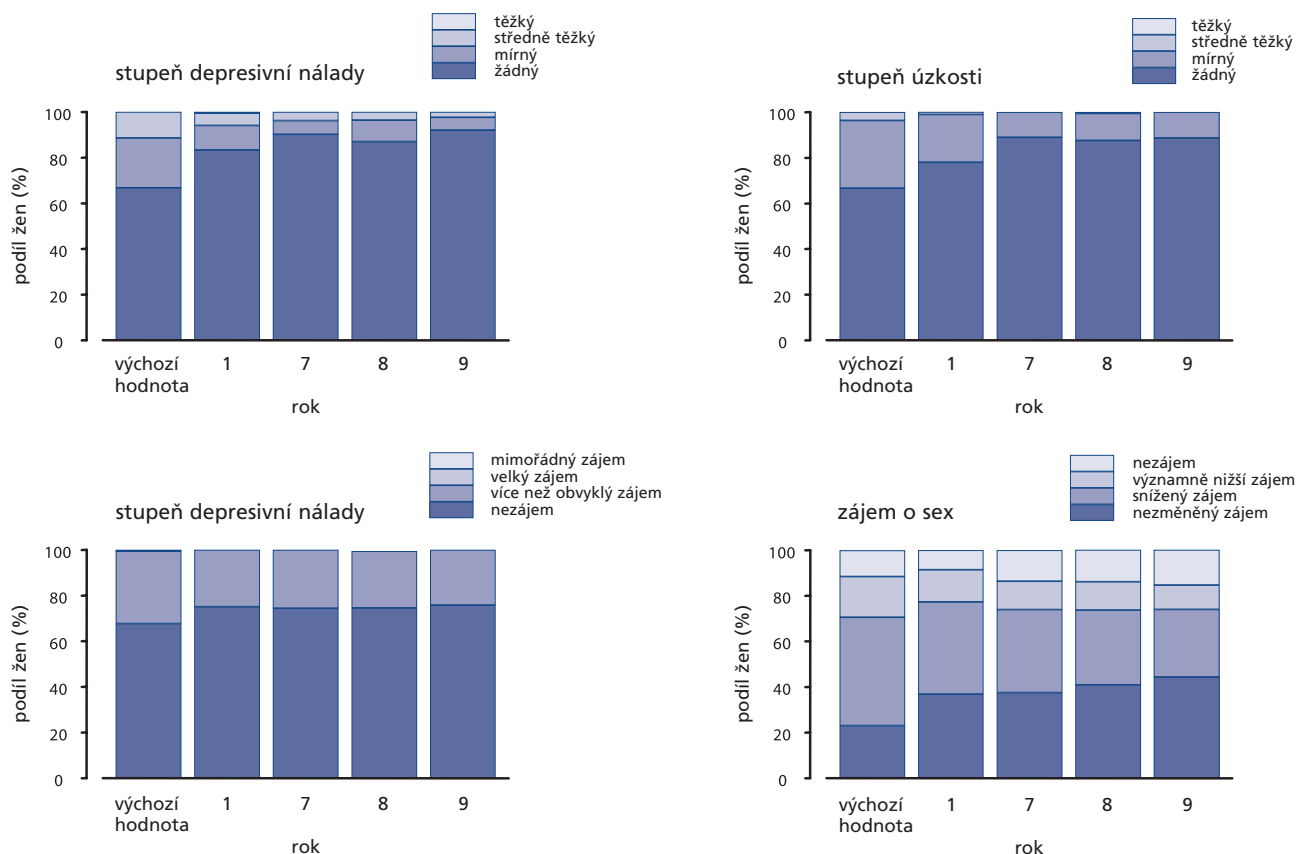 těžký
středně těžký
mírný
žádný
stupeň depresivní nálady
podíl žen (%)
100
80
60
40
20
0
výchozí
hodnota
1
7
8
9
rok
těžký
středně těžký
mírný
žádný
stupeň úzkosti
podíl žen (%)
100
80
60
40
20
0
výchozí
hodnota
1
7
8
9
rok
mimořádný zájem
velký zájem
více než obvyklý zájem
nezájem
stupeň depresivní nálady
podíl žen (%)
100
80
60
40
20
0
výchozí
hodnota
1
7
8
9
rok
nezájem
významně nižší zájem
snížený zájem
nezměněný zájem
zájem o sex
podíl žen (%)
100
80
60
40
20
0
výchozí
hodnota
1
7
8
9
rok